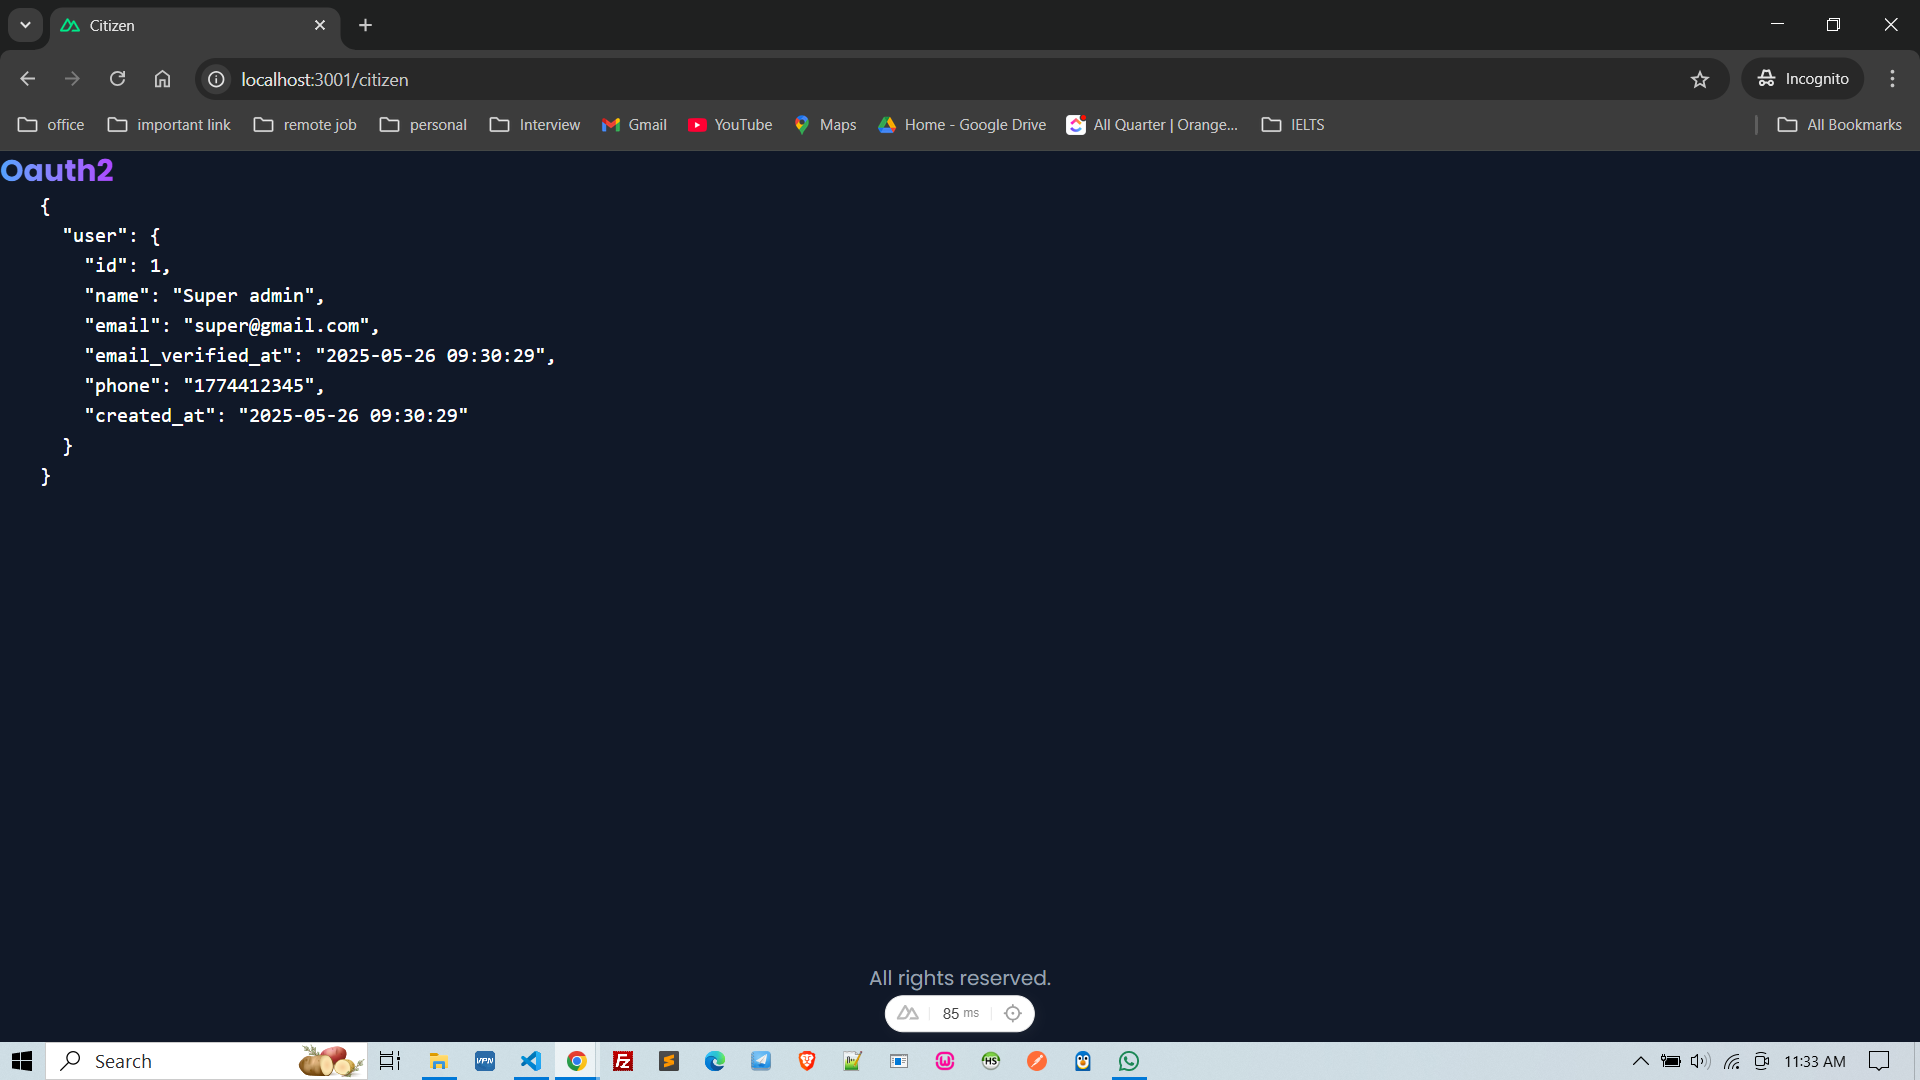 Citizen
localhost:3001/citizen
Incognito
office important link remote job personal Interview Gmail YouTube Maps Home - Google Drive All Quarter | Orange... IELTS All Bookmarks
Oauth2
{
"user": {
"id": 1,
"name": "Super admin",
"email": "super@gmail.com",
"email_verified_at": "2025-05-26 09:30:29",
"phone": "1774412345",
"created_at": "2025-05-26 09:30:29"
}
}
All rights reserved.
85 ms
Search VPN FZ HS 11:33 AM